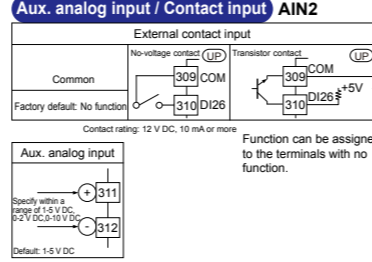 Aux. analog input / Contact input AIN2
External contact input
No-voltage contact UP Transistor contact UP
Common
309 COM
309 COM
Factory default: No function
310 DI26
310 DI26 +5V
Contact rating: 12 V DC, 10 mA or more
Function can be assigne
to the terminals with no
function.
Aux. analog input
Specify within a
range of 1-5 V DC,
0-2 V DC,0-10 V DC
+ 311
- 312
Default: 1-5 V DC